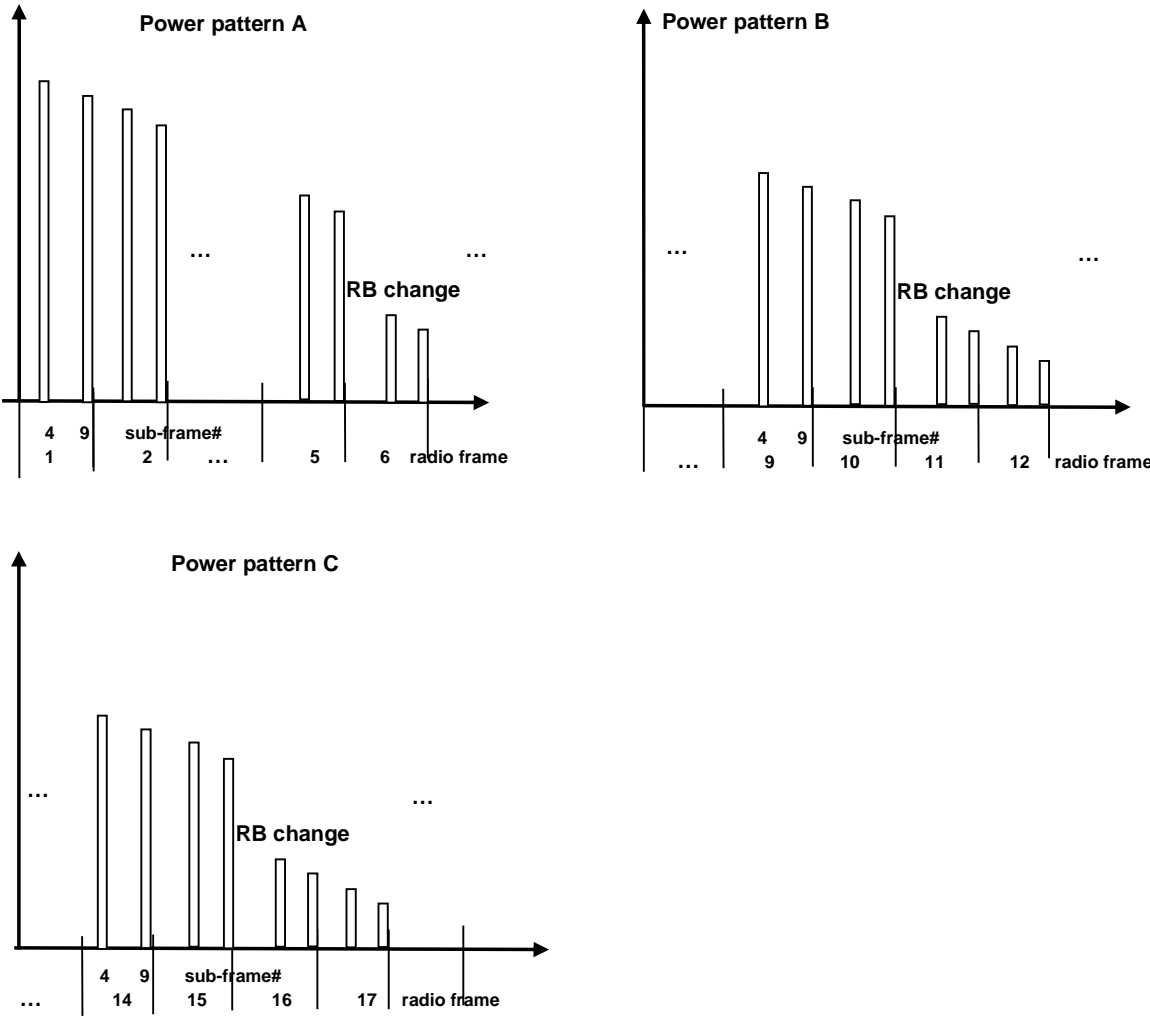 Power pattern A
...
...
RB change
4 9 sub-frame#
1 2 ... 5 6 radio frame
Power pattern B
...
...
RB change
4 9 sub-frame#
... 9 10 11 12 radio frame
Power pattern C
...
...
RB change
4 9 sub-frame#
... 14 15 16 17 radio frame